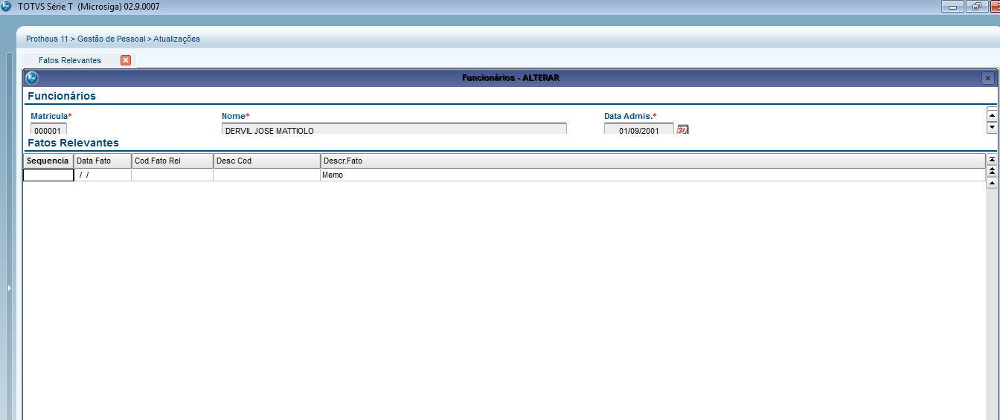 TOTVS Série T (Microsiga) 02.9.0007
Protheus 11 > Gestão de Pessoal > Atualizações
Fatos Relevantes
Funcionários - ALTERAR
Funcionários
Matricula* Nome* Data Admis.*
000001 DERVIL JOSE MATTIOLO 01/09/2001 31
Fatos Relevantes
Sequencia Data Fato Cod.Fato Rel Desc Cod Descr.Fato
/ / Memo